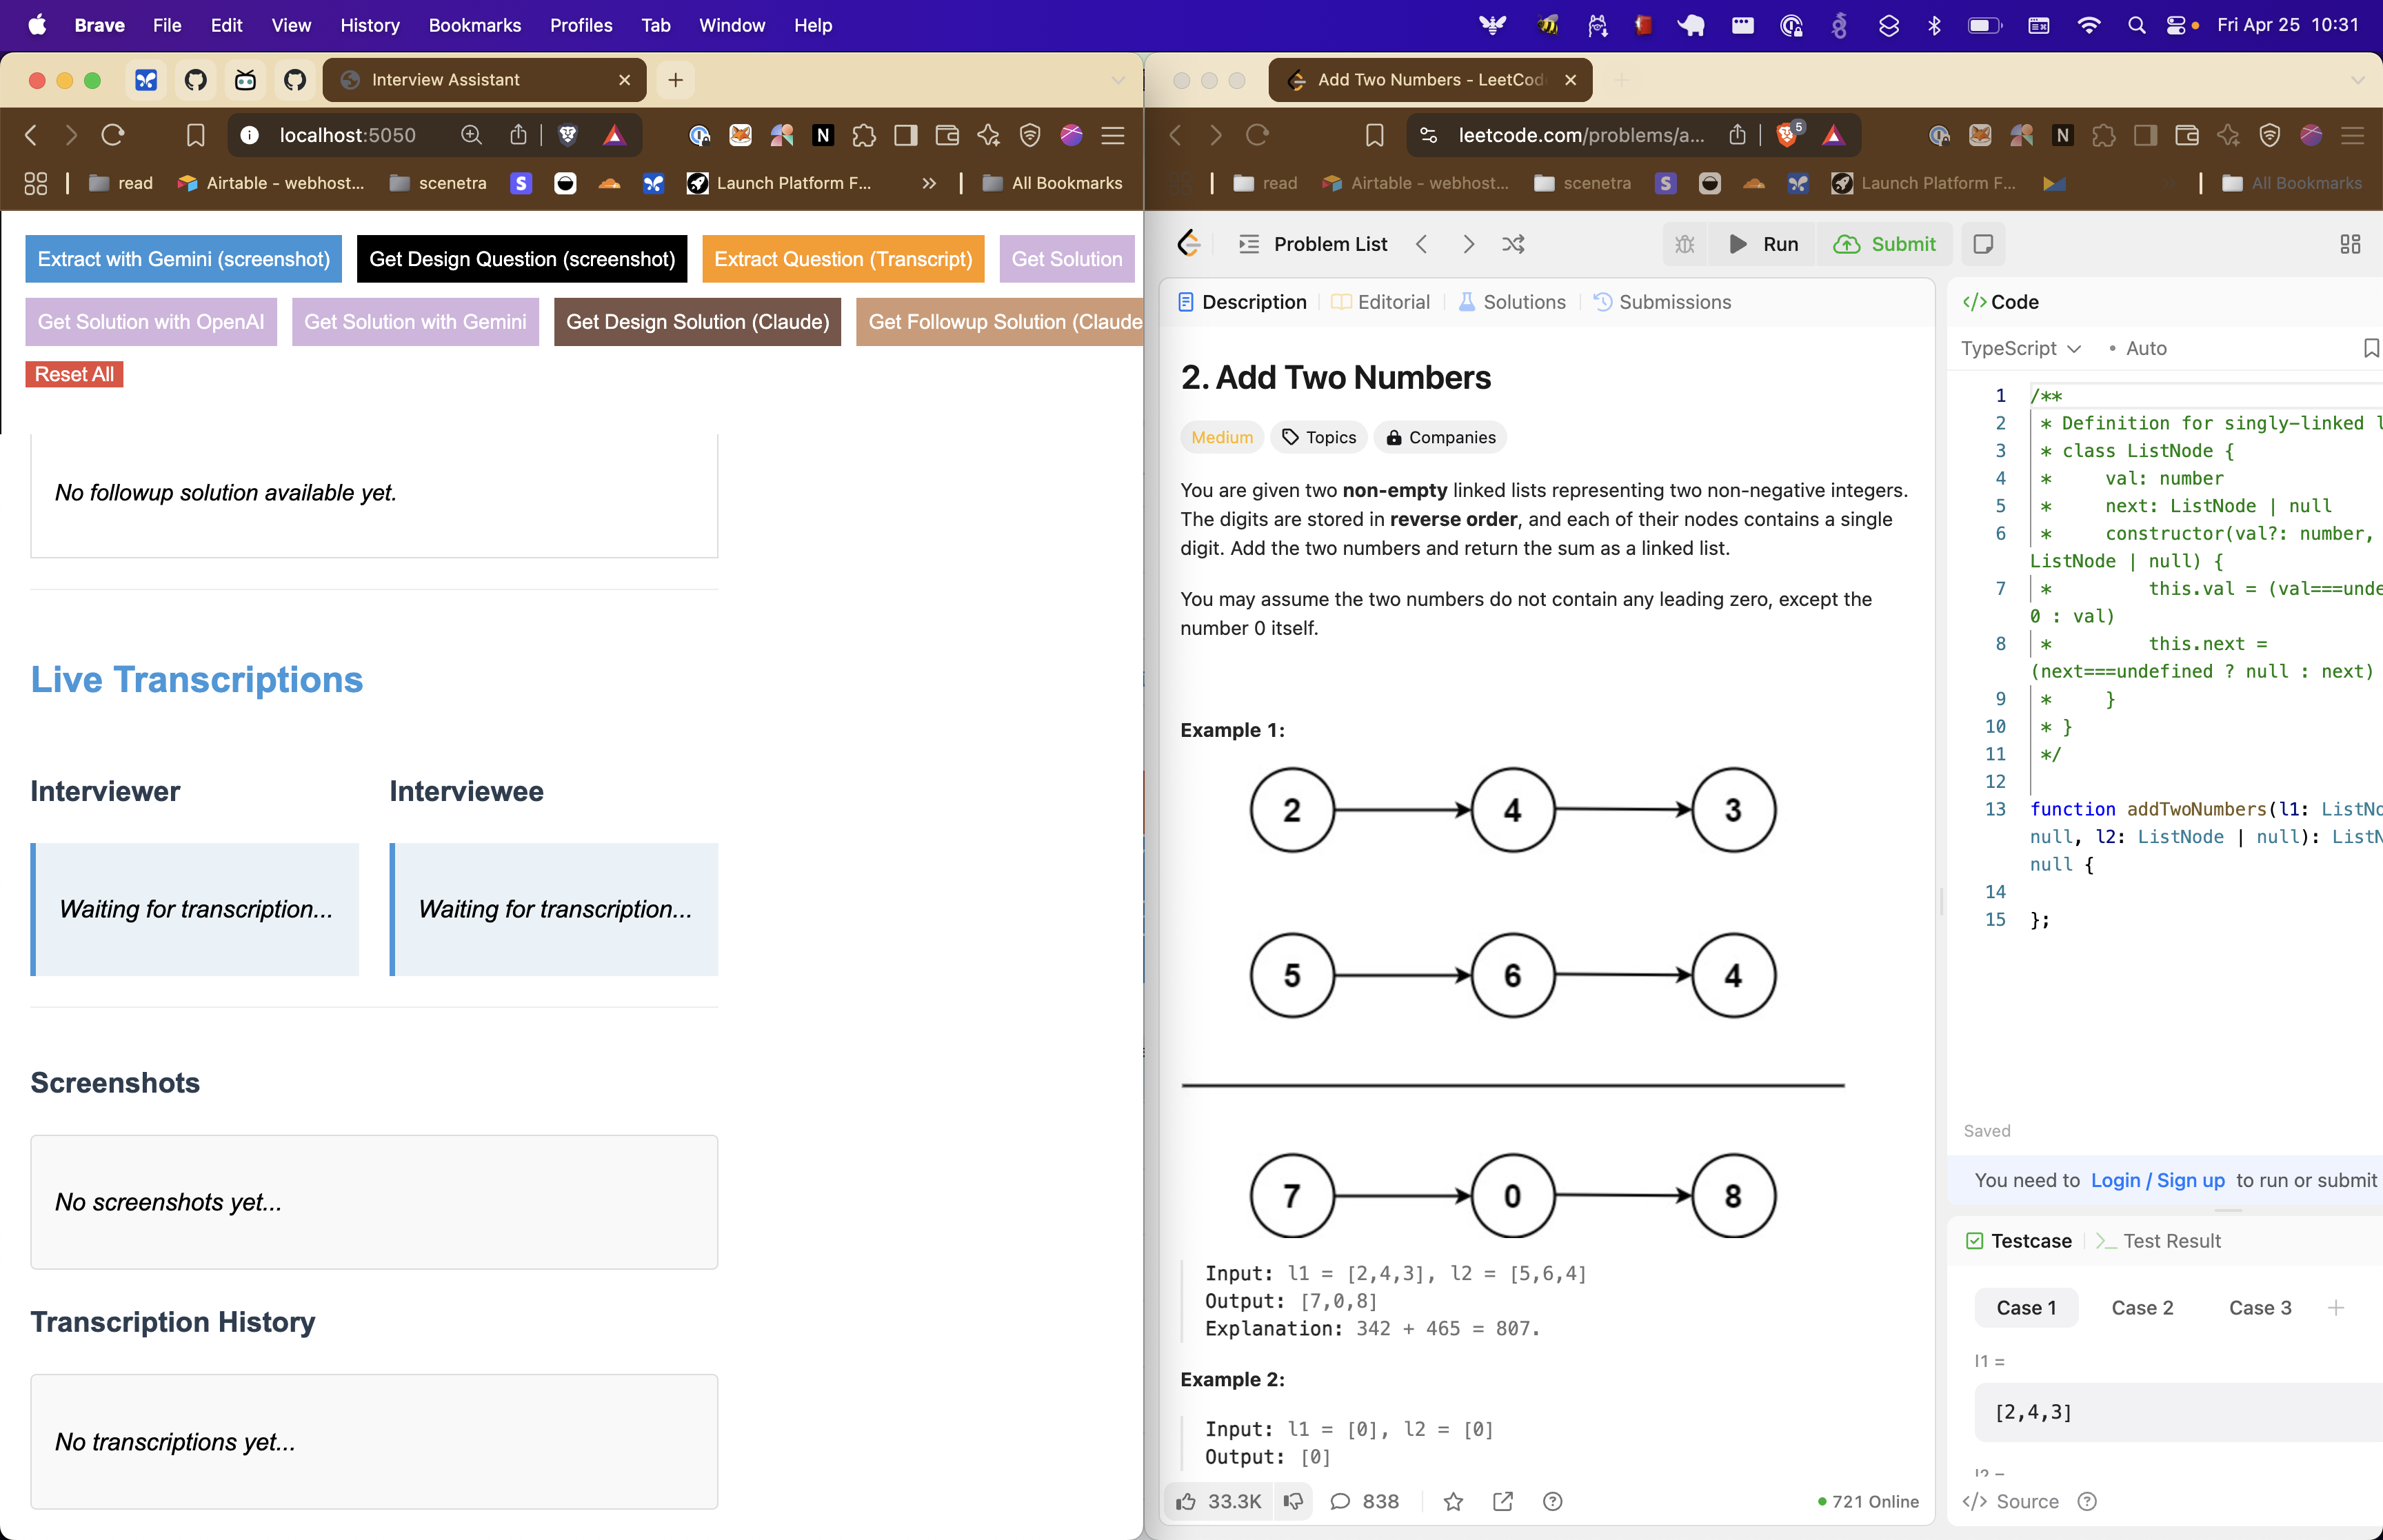 Brave File Edit View History Bookmarks Profiles Tab Window Help Fri Apr 25 10:31
Interview Assistant
localhost:5050
read Airtable - webhost... scenetra S Launch Platform F... » All Bookmarks
Extract with Gemini (screenshot) Get Design Question (screenshot) Extract Question (Transcript) Get Solution
Get Solution with OpenAI Get Solution with Gemini Get Design Solution (Claude) Get Followup Solution (Claude
Reset All
No followup solution available yet.
Live Transcriptions
Interviewer Interviewee
Waiting for transcription... Waiting for transcription...
Screenshots
No screenshots yet...
Transcription History
No transcriptions yet...
Add Two Numbers - LeetCod
leetcode.com/problems/a... 5
read Airtable - webhost... scenetra S Launch Platform F... All Bookmarks
Problem List Run Submit
Description Editorial Solutions Submissions
2. Add Two Numbers
Medium Topics Companies
You are given two non-empty linked lists representing two non-negative integers.
The digits are stored in reverse order, and each of their nodes contains a single
digit. Add the two numbers and return the sum as a linked list.
You may assume the two numbers do not contain any leading zero, except the
number 0 itself.
Example 1:
2 4 3
5 6 4
7 0 8
Input: l1 = [2,4,3], l2 = [5,6,4]
Output: [7,0,8]
Explanation: 342 + 465 = 807.
Example 2:
Input: l1 = [0], l2 = [0]
Output: [0]
33.3K 838 721 Online
</> Code
TypeScript • Auto
1 /**
2 * Definition for singly-linked l
3 * class ListNode {
4 *     val: number
5 *     next: ListNode | null
6 *     constructor(val?: number,
ListNode | null) {
7 *         this.val = (val===unde
0 : val)
8 *         this.next =
(next===undefined ? null : next)
9 *     }
10 * }
11 */
12
13 function addTwoNumbers(l1: ListNo
null, l2: ListNode | null): ListN
null {
14
15 };
Saved
You need to Login / Sign up to run or submit
Testcase >_ Test Result
Case 1 Case 2 Case 3 +
l1 =
[2,4,3]
l2 =
</> Source